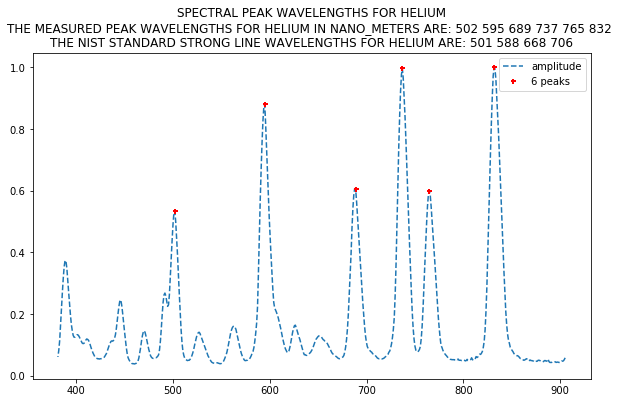 SPECTRAL PEAK WAVELENGTHS FOR HELIUM
THE MEASURED PEAK WAVELENGTHS FOR HELIUM IN NANO_METERS ARE: 502 595 689 737 765 832
THE NIST STANDARD STRONG LINE WAVELENGTHS FOR HELIUM ARE: 501 588 668 706
1.0
0.8
0.6
0.4
0.2
0.0
amplitude
6 peaks
400
500
600
700
800
900